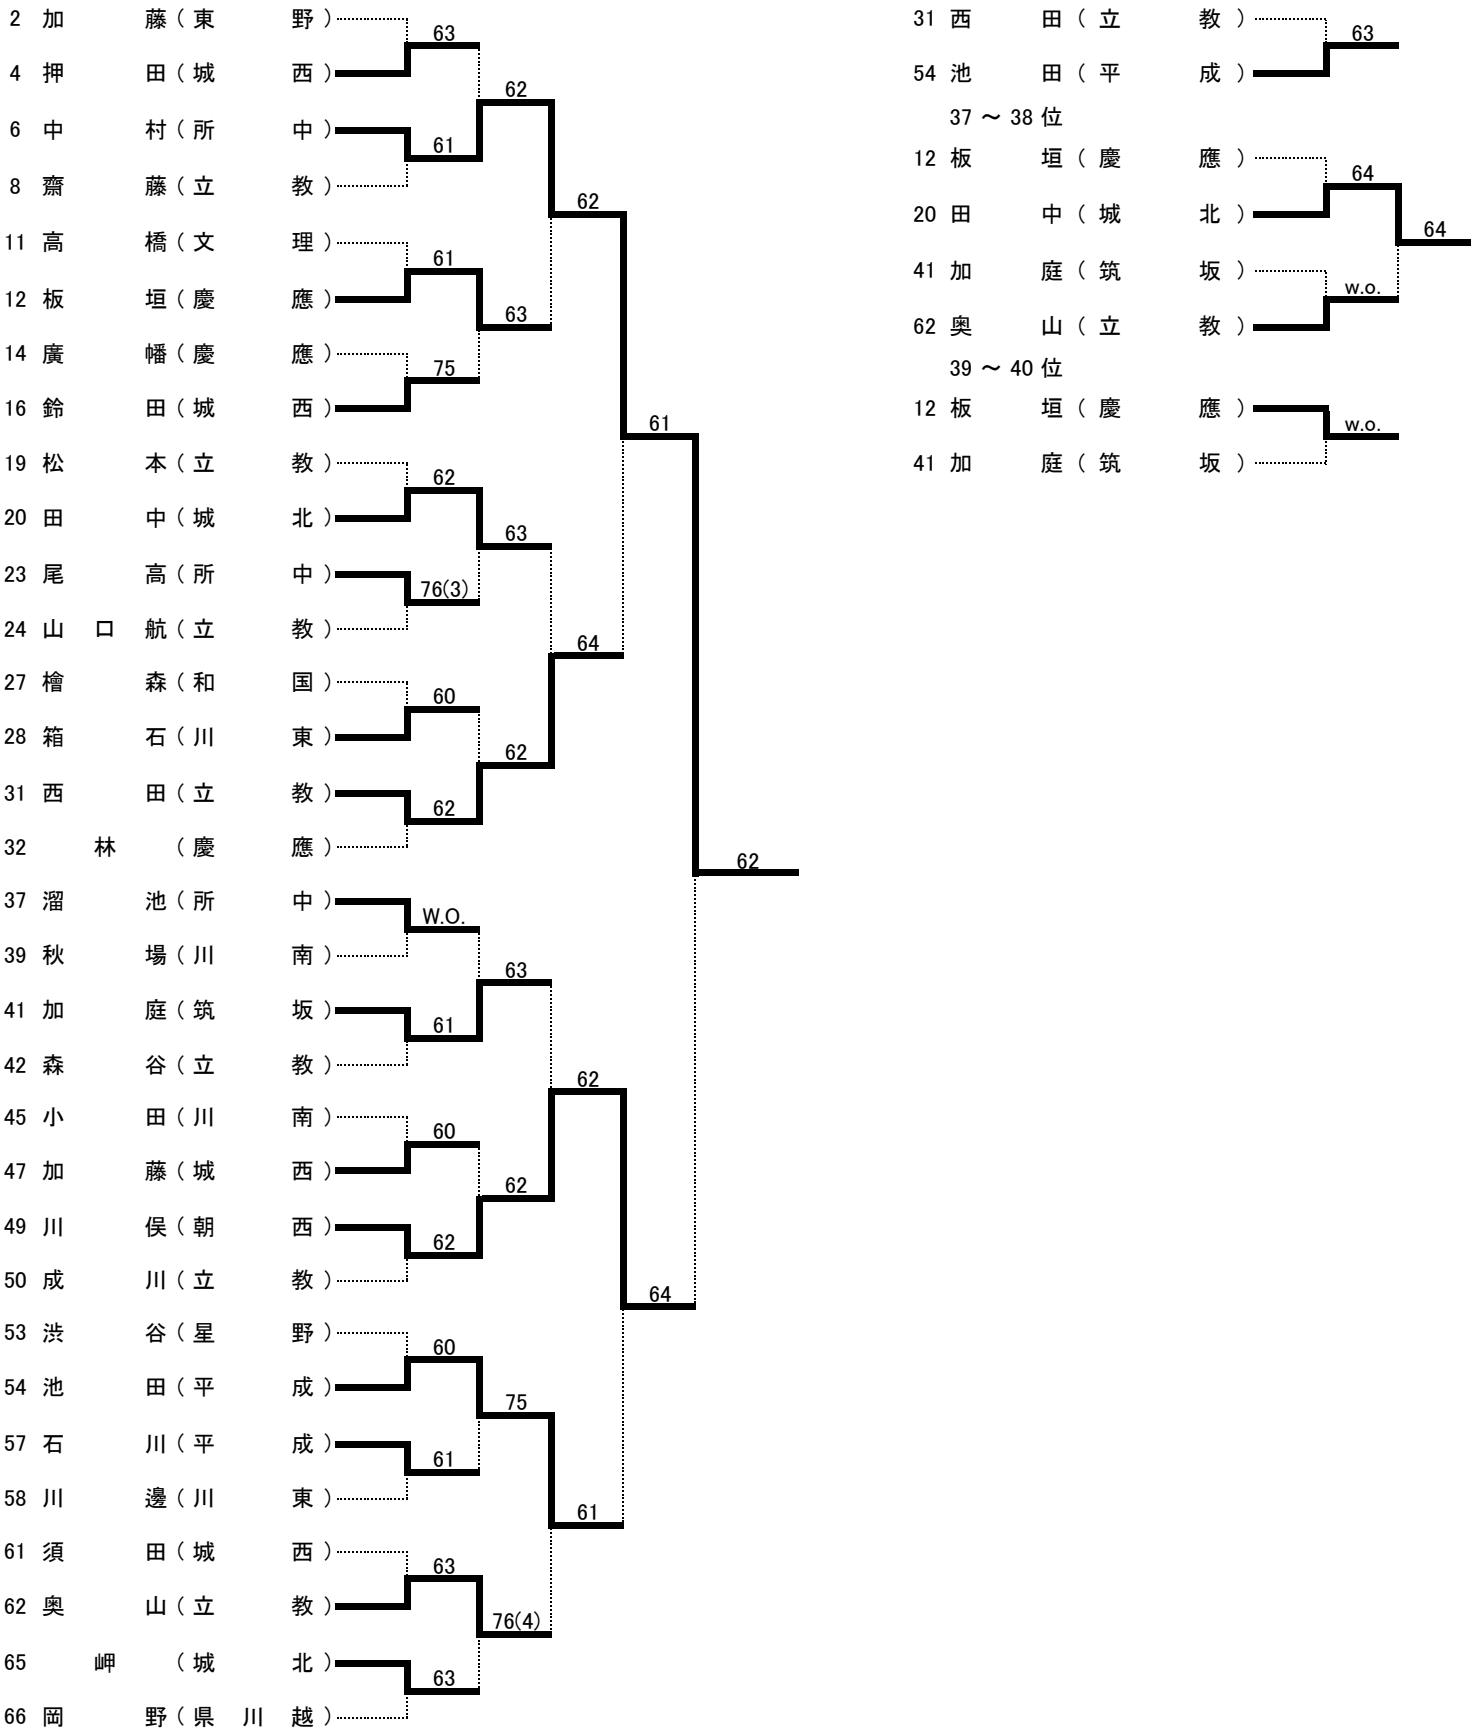 2 加藤（東野）
63
4 押田（城西）
62
6 中村（所中）
61
8 齋藤（立教）
62
11 高橋（文理）
61
12 板垣（慶應）
63
14 廣幡（慶應）
75
16 鈴田（城西）
61
19 松本（立教）
62
20 田中（城北）
63
23 尾高（所中）
76(3)
24 山口航（立教）
64
27 檜森（和国）
60
28 箱石（川東）
62
31 西田（立教）
62
32 林（慶應）
62
37 溜池（所中）
W.O.
39 秋場（川南）
63
41 加庭（筑坂）
61
42 森谷（立教）
62
45 小田（川南）
60
47 加藤（城西）
62
49 川俣（朝西）
62
50 成川（立教）
64
53 渋谷（星野）
60
54 池田（平成）
75
57 石川（平成）
61
58 川邊（川東）
61
61 須田（城西）
63
62 奥山（立教）
76(4)
65 岬（城北）
63
66 岡野（県川越）
31 西田（立教）
63
54 池田（平成）
37 ～ 38 位
12 板垣（慶應）
64
20 田中（城北）
64
41 加庭（筑坂）
w.o.
62 奥山（立教）
39 ～ 40 位
12 板垣（慶應）
w.o.
41 加庭（筑坂）